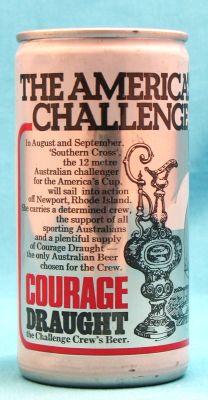 THE AMERICA'
CHALLENGE
In August and September,
'Southern Cross',
the 12 metre
Australian challenger
for the America's Cup,
will sail into action
off Newport, Rhode Island.
She carries a determined crew,
the support of all
sporting Australians
and a plentiful supply
of Courage Draught —
the only Australian Beer
chosen for the Crew.
COURAGE
DRAUGHT
the Challenge Crew's Beer.